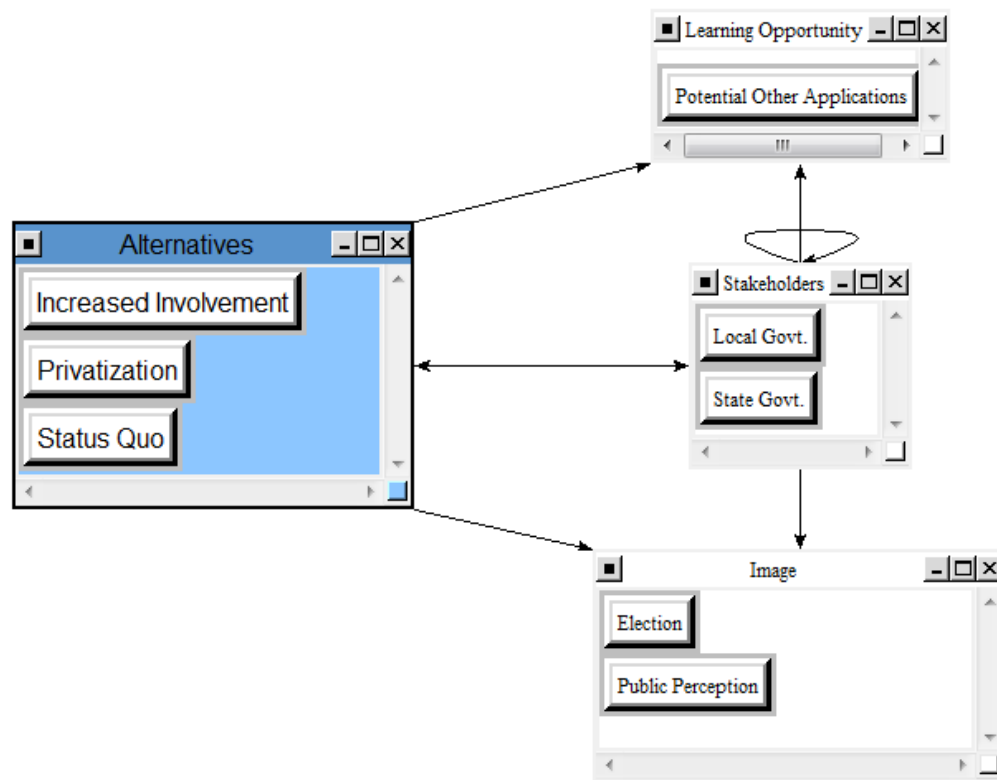 Learning Opportunity
Potential Other Applications
Alternatives
Increased Involvement
Privatization
Status Quo
Stakeholders
Local Govt.
State Govt.
Image
Election
Public Perception